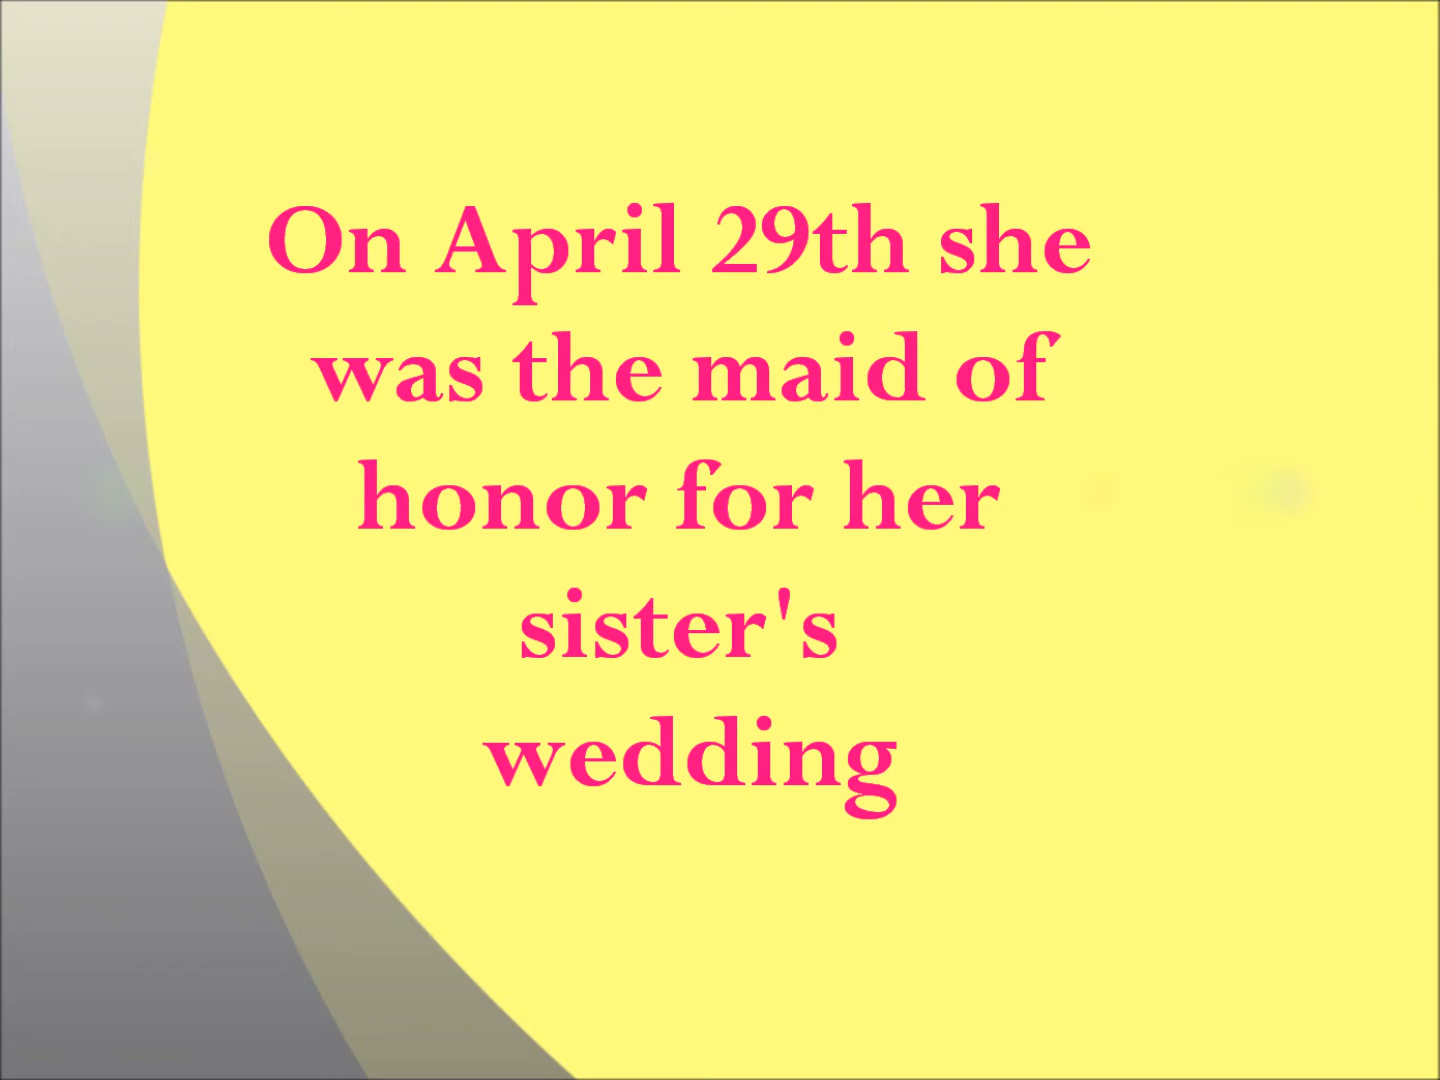 On April 29th she
was the maid of
honor for her
sister's
wedding